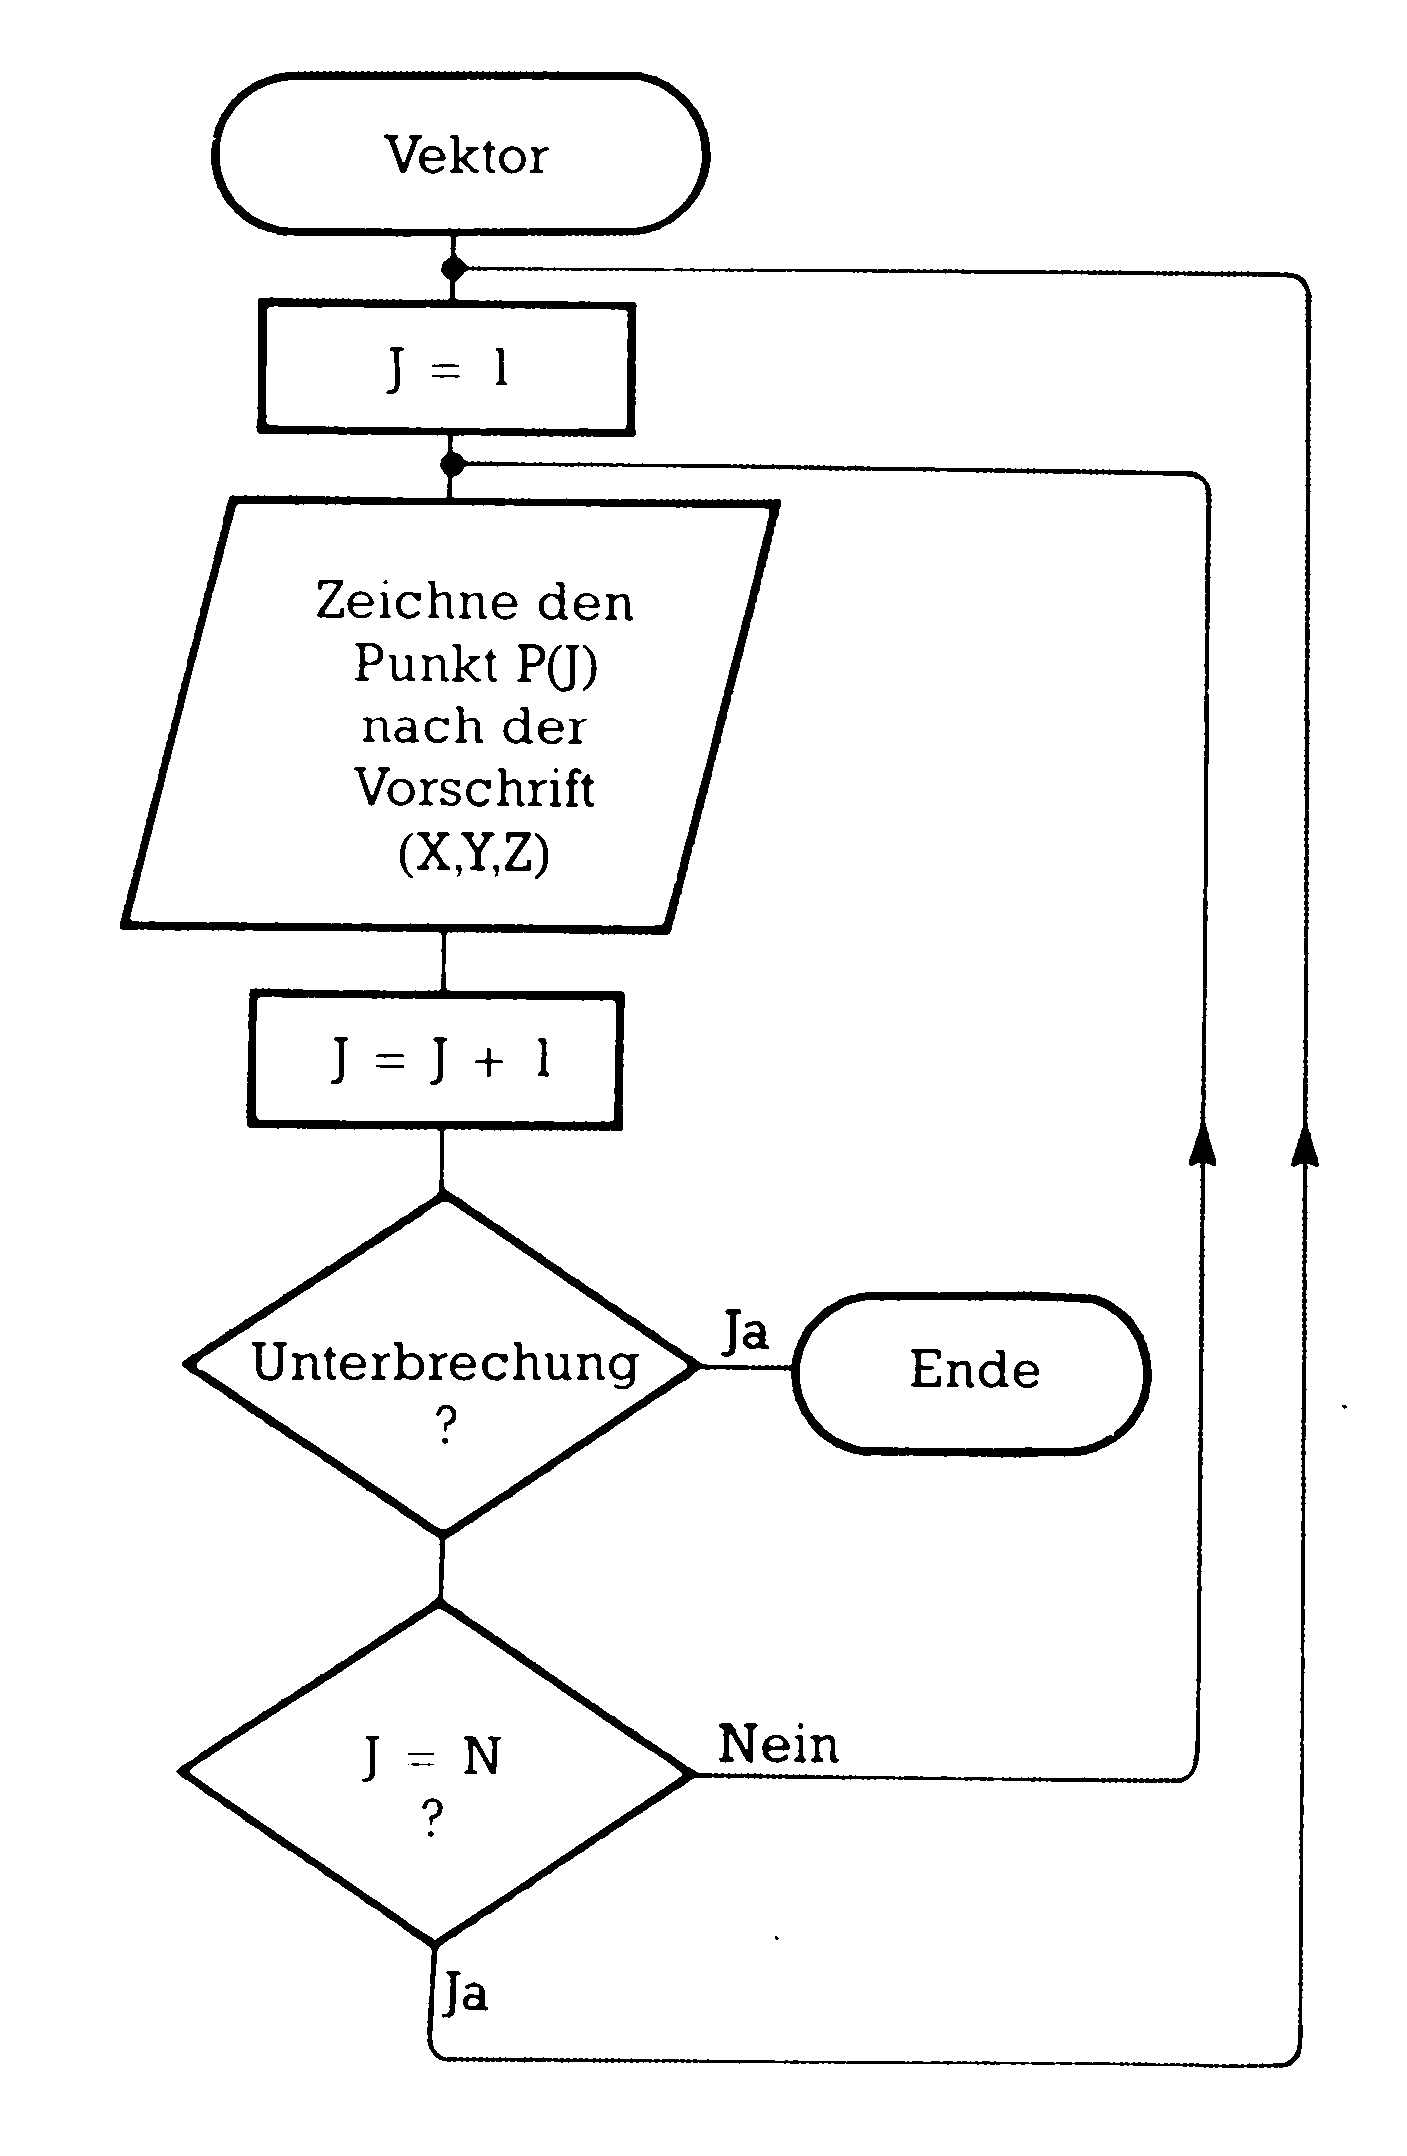 Vektor
J = 1
Zeichne den
Punkt P(J)
nach der
Vorschrift
(X,Y,Z)
J = J + 1
Unterbrechung
?
Ja
Ende
J = N
?
Nein
Ja